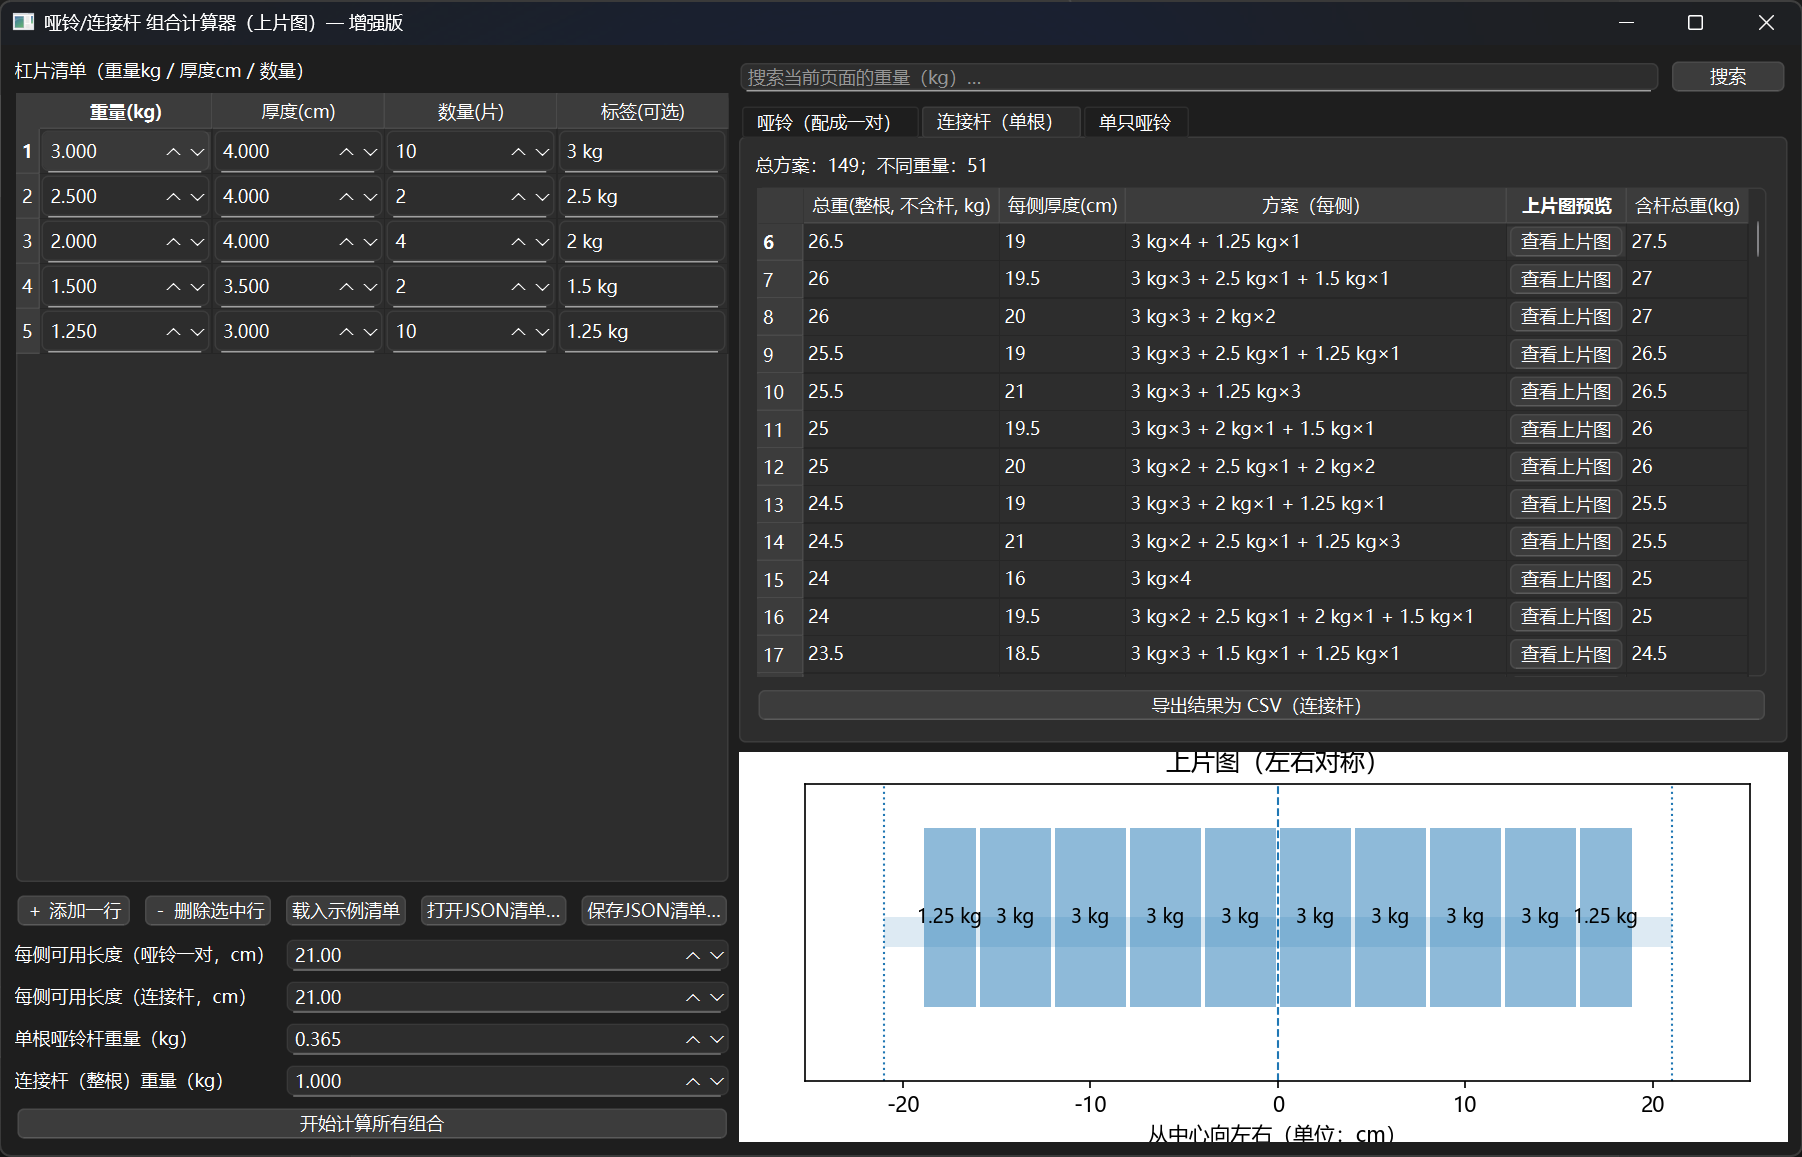 哑铃/连接杆 组合计算器（上片图）— 增强版
杠片清单（重量kg / 厚度cm / 数量）
重量(kg) 厚度(cm) 数量(片) 标签(可选)
1 3.000 4.000 10 3 kg
2 2.500 4.000 2 2.5 kg
3 2.000 4.000 4 2 kg
4 1.500 3.500 2 1.5 kg
5 1.250 3.000 10 1.25 kg
+ 添加一行 - 删除选中行 载入示例清单 打开JSON清单... 保存JSON清单...
每侧可用长度（哑铃一对，cm） 21.00
每侧可用长度（连接杆，cm） 21.00
单根哑铃杆重量（kg） 0.365
连接杆（整根）重量（kg） 1.000
开始计算所有组合
搜索当前页面的重量（kg）... 搜索
哑铃（配成一对） 连接杆（单根） 单只哑铃
总方案：149；不同重量：51
总重(整根, 不含杆, kg) 每侧厚度(cm) 方案（每侧） 上片图预览 含杆总重(kg)
6 26.5 19 3 kg×4 + 1.25 kg×1 查看上片图 27.5
7 26 19.5 3 kg×3 + 2.5 kg×1 + 1.5 kg×1 查看上片图 27
8 26 20 3 kg×3 + 2 kg×2 查看上片图 27
9 25.5 19 3 kg×3 + 2.5 kg×1 + 1.25 kg×1 查看上片图 26.5
10 25.5 21 3 kg×3 + 1.25 kg×3 查看上片图 26.5
11 25 19.5 3 kg×3 + 2 kg×1 + 1.5 kg×1 查看上片图 26
12 25 20 3 kg×2 + 2.5 kg×1 + 2 kg×2 查看上片图 26
13 24.5 19 3 kg×3 + 2 kg×1 + 1.25 kg×1 查看上片图 25.5
14 24.5 21 3 kg×2 + 2.5 kg×1 + 1.25 kg×3 查看上片图 25.5
15 24 16 3 kg×4 查看上片图 25
16 24 19.5 3 kg×2 + 2.5 kg×1 + 2 kg×1 + 1.5 kg×1 查看上片图 25
17 23.5 18.5 3 kg×3 + 1.5 kg×1 + 1.25 kg×1 查看上片图 24.5
导出结果为 CSV（连接杆）
上片图（左右对称）
1.25 kg 3 kg 3 kg 3 kg 3 kg 3 kg 3 kg 3 kg 3 kg 1.25 kg
-20 -10 0 10 20
从中心向左右（单位：cm）